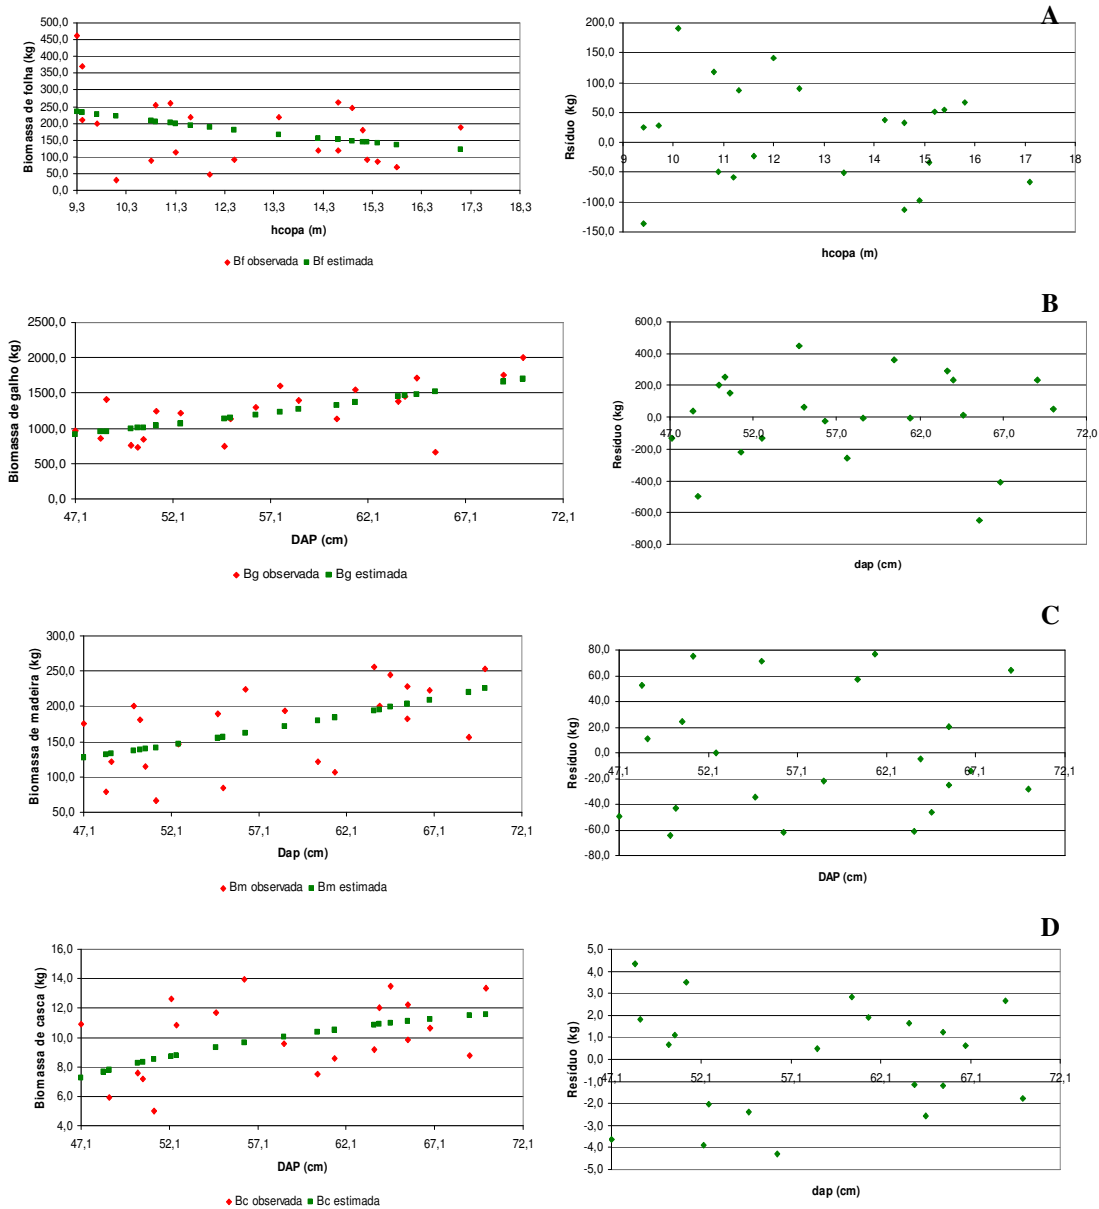 A
500,0
450,0
400,0
350,0
300,0
250,0
200,0
150,0
100,0
50,0
0,0
Biomassa de folha (kg)
9,3 10,3 11,3 12,3 13,3 14,3 15,3 16,3 17,3 18,3
hcopa (m)
Bf observada Bf estimada
200,0
150,0
100,0
50,0
0,0
-50,0
-100,0
-150,0
Rsíduo (kg)
9 10 11 12 13 14 15 16 17 18
hcopa (m)
B
2500,0
2000,0
1500,0
1000,0
500,0
0,0
Biomassa de galho (kg)
47,1 52,1 57,1 62,1 67,1 72,1
DAP (cm)
Bg observada Bg estimada
600,0
400,0
200,0
0,0
-200,0
-400,0
-600,0
-800,0
Resíduo (kg)
47,0 52,0 57,0 62,0 67,0 72,0
dap (cm)
C
300,0
250,0
200,0
150,0
100,0
50,0
Biomassa de madeira (kg)
47,1 52,1 57,1 62,1 67,1 72,1
Dap (cm)
Bm observada Bm estimada
80,0
60,0
40,0
20,0
0,0
-20,0
-40,0
-60,0
-80,0
Resíduo (kg)
47,1 52,1 57,1 62,1 67,1 72,1
DAP (cm)
D
16,0
14,0
12,0
10,0
8,0
6,0
4,0
Biomassa de casca (kg)
47,1 52,1 57,1 62,1 67,1 72,1
DAP (cm)
Bc observada Bc estimada
5,0
4,0
3,0
2,0
1,0
0,0
-1,0
-2,0
-3,0
-4,0
-5,0
Resíduo (kg)
47,1 52,1 57,1 62,1 67,1 72,1
dap (cm)